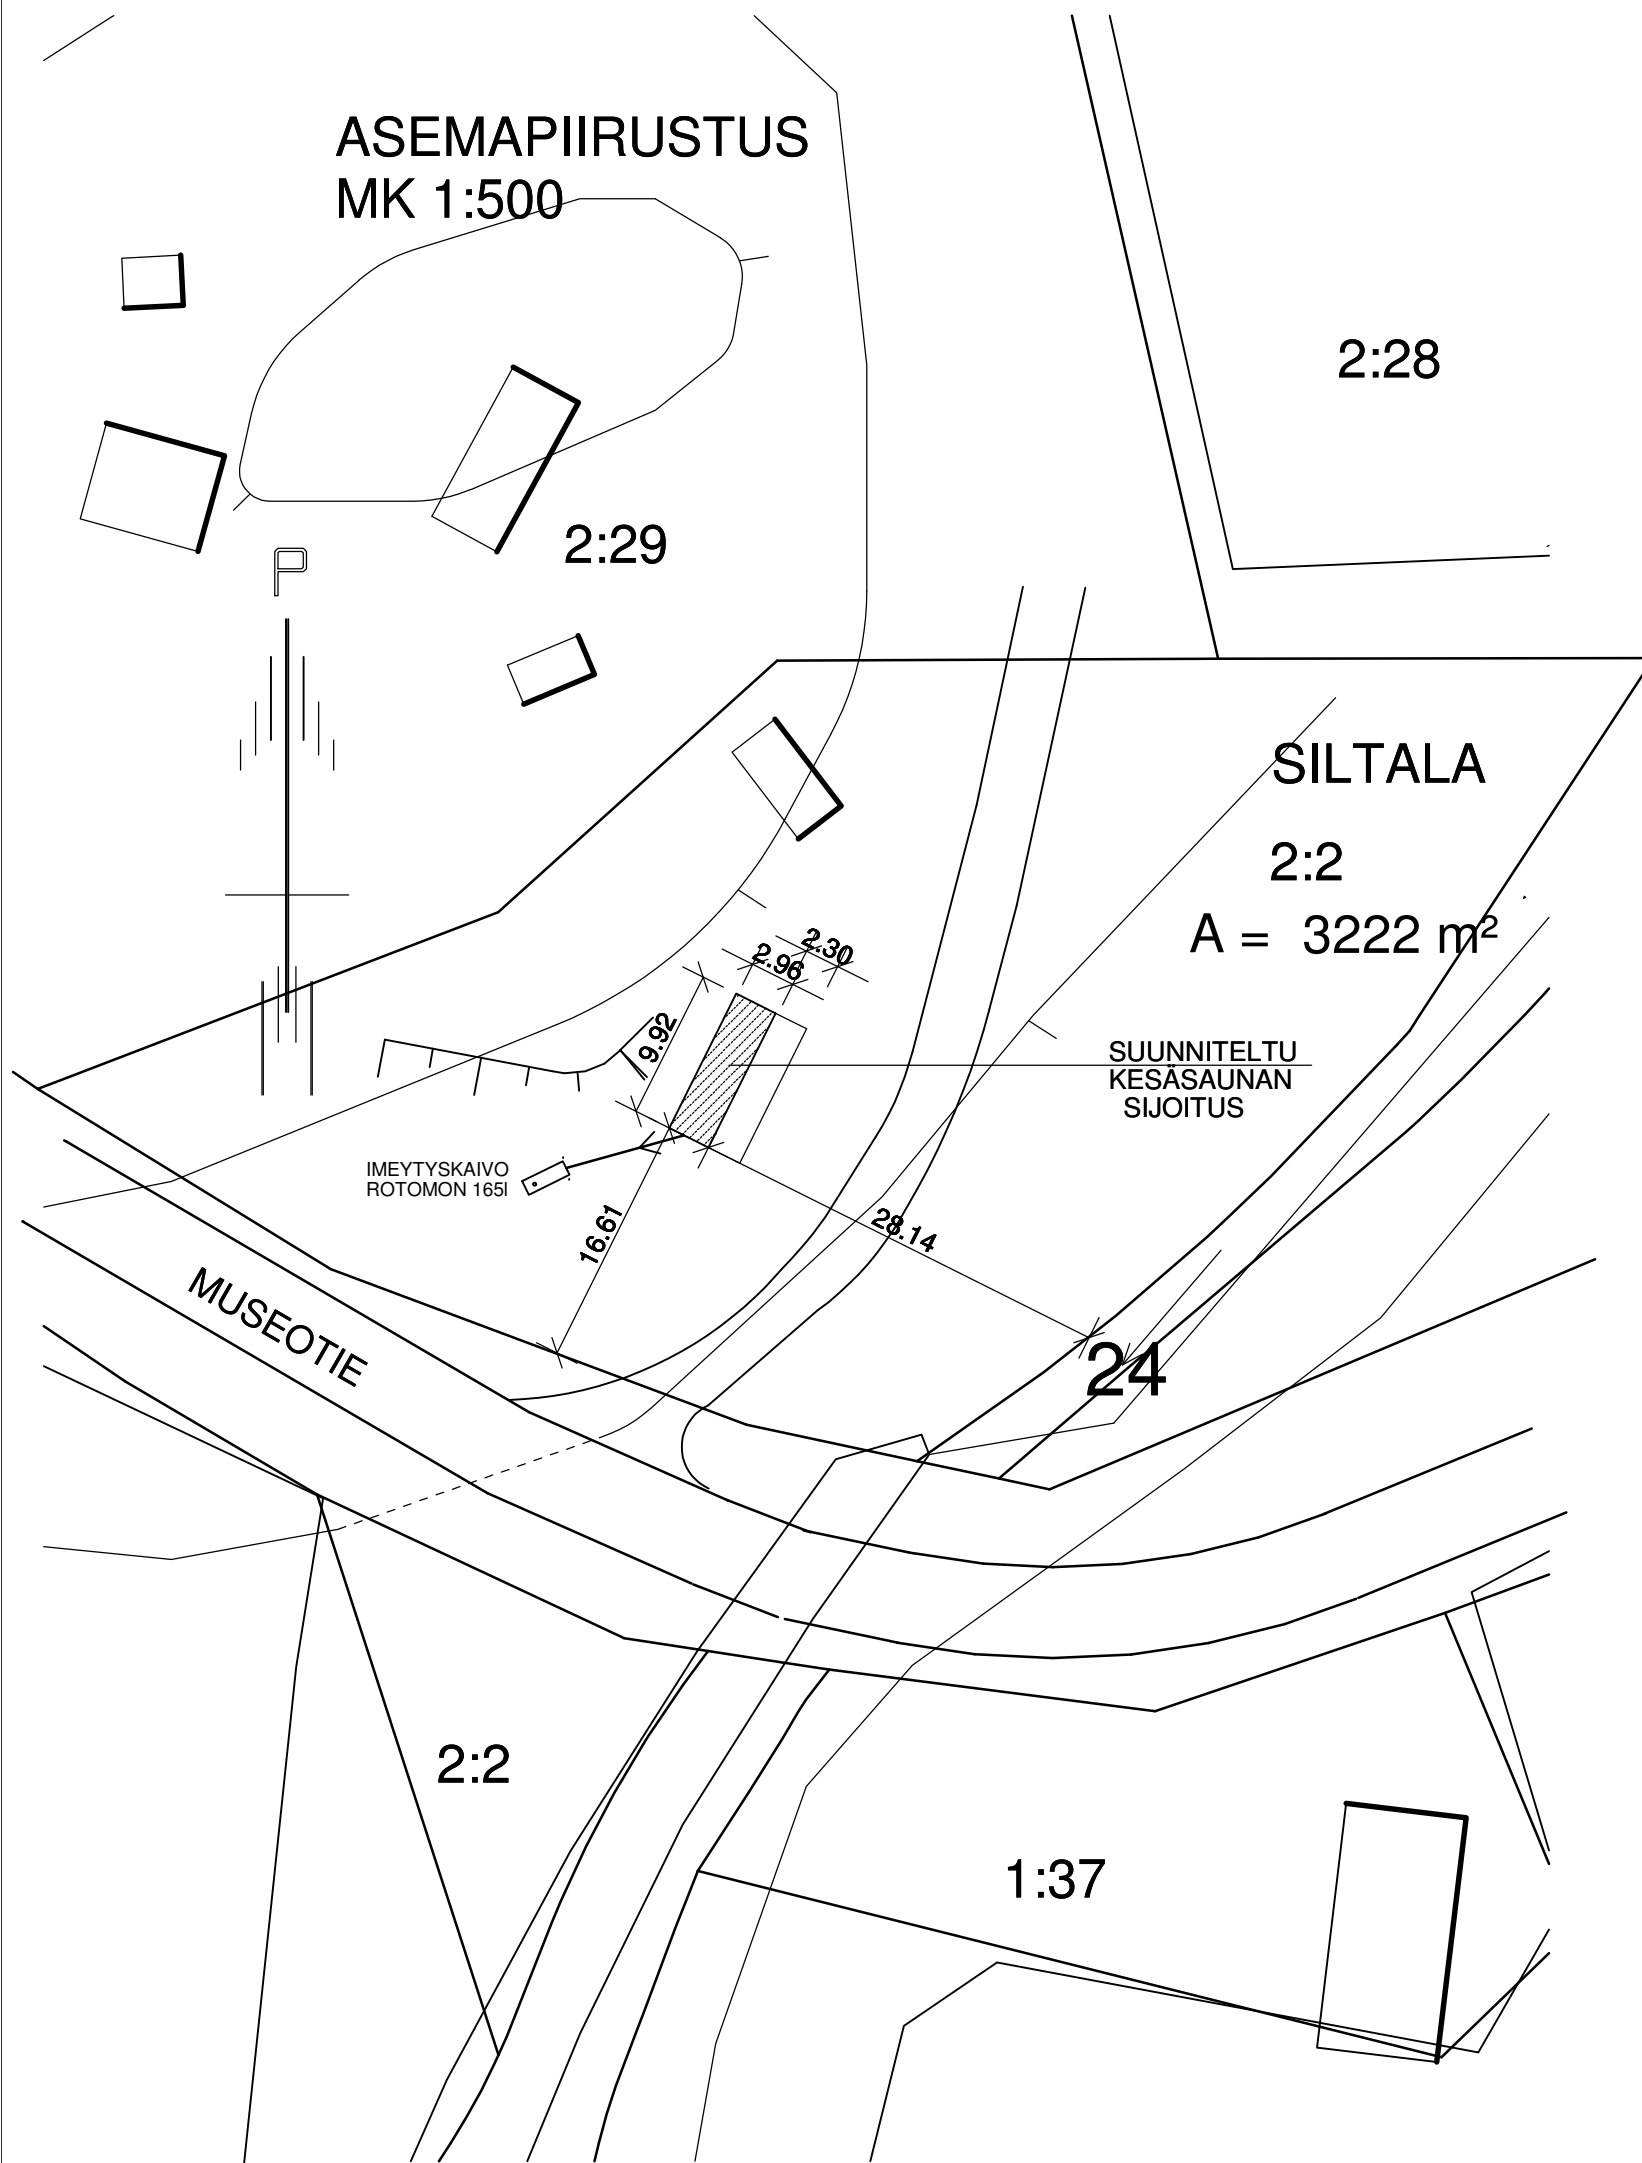 ASEMAPIIRUSTUS
MK 1:500
2:28
2:29
P
SILTALA
2:2
A = 3222 m²
2.30
2.96
9.92
SUUNNITELTU
KESÄSAUNAN
SIJOITUS
IMEYTYSKAIVO
ROTOMON 165l
16.61
28.14
MUSEOTIE
24
2:2
1:37